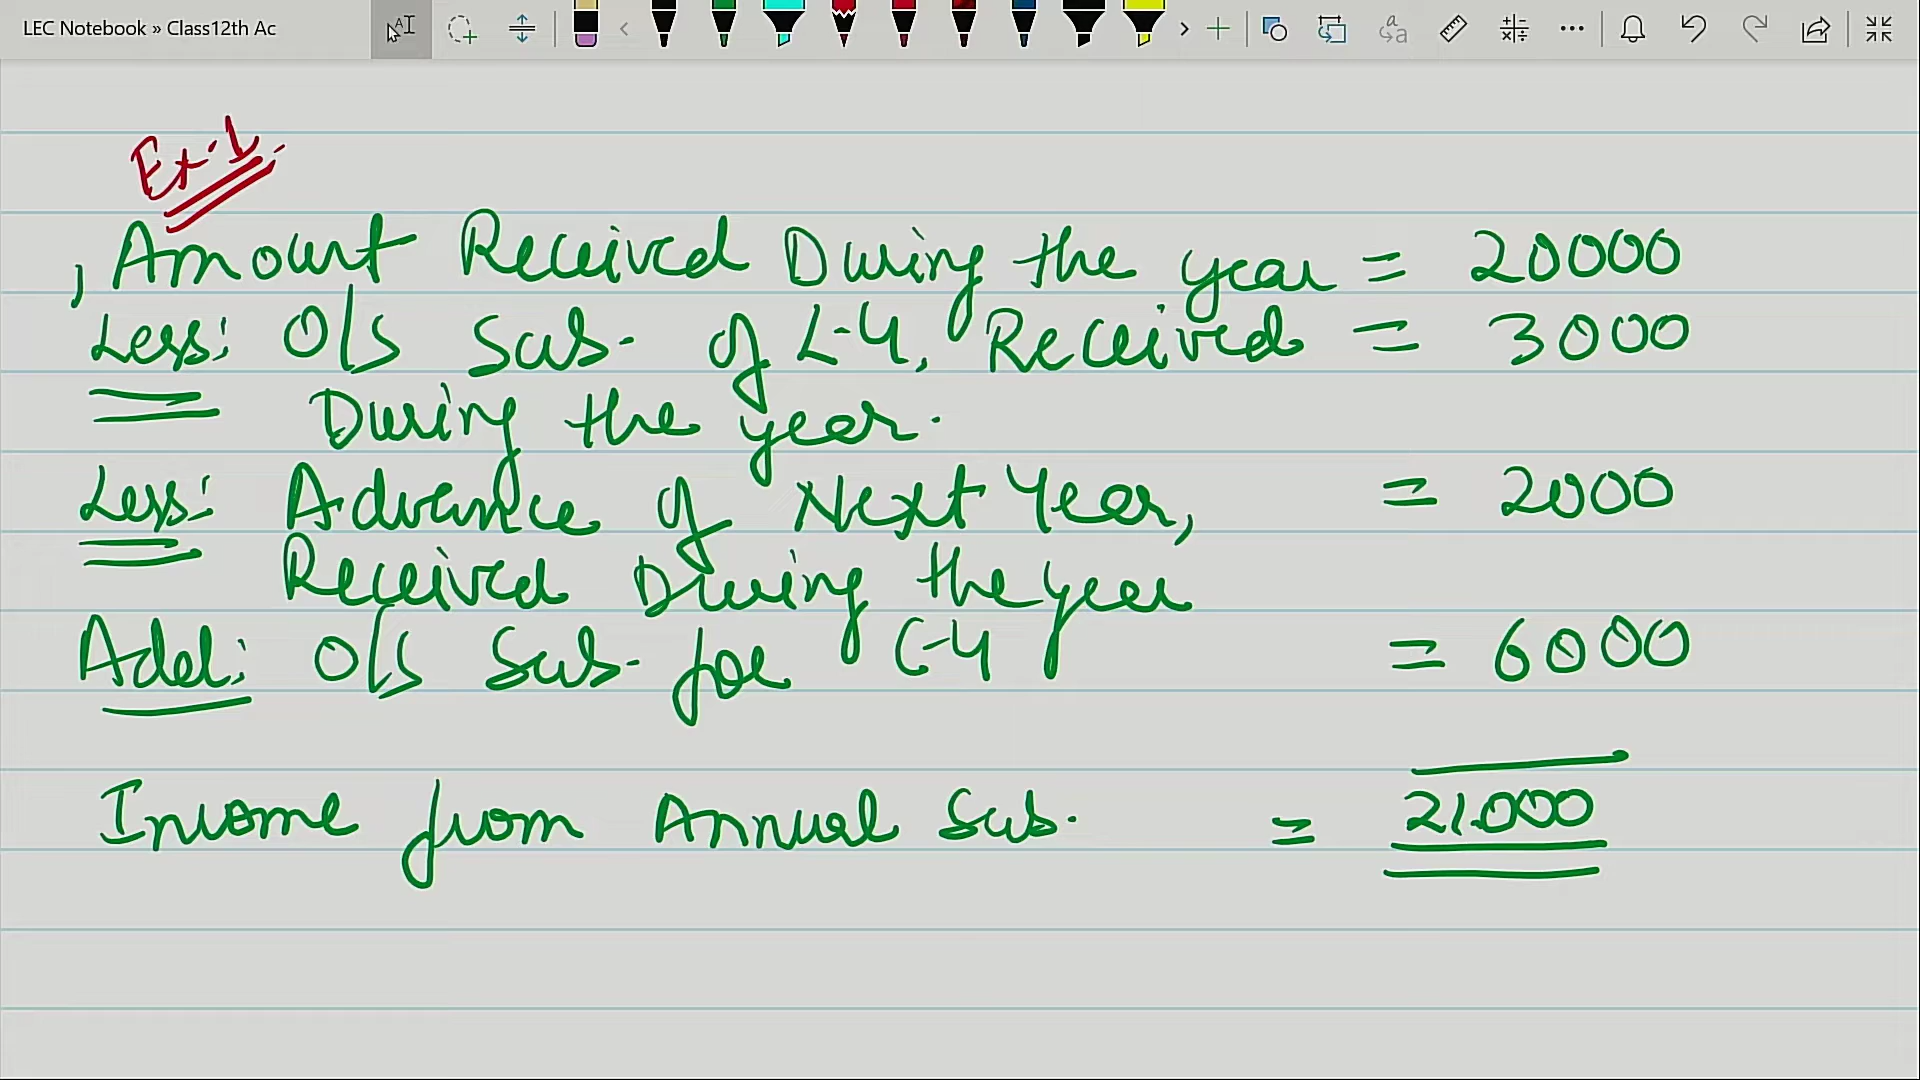 LEC Notebook » Class12th Ac
Ex.-1
, Amount Received During the year = 20000
Less: O/s Sub. of L-Y, Received = 3000
During the year.
Less: Advance of Next Year, = 2000
Received During the year
Add: O/s Sub. for C-Y = 6000
Income from Annual Sub. = 21000